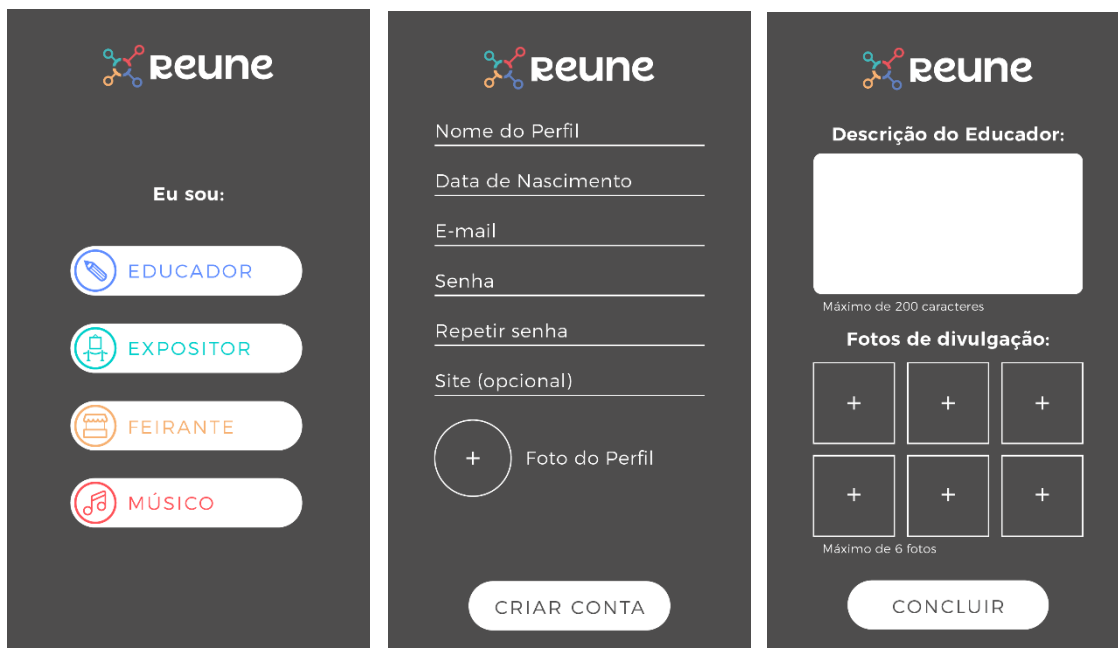 Reune
Eu sou:
EDUCADOR
EXPOSITOR
FEIRANTE
MÚSICO
Reune
Nome do Perfil
Data de Nascimento
E-mail
Senha
Repetir senha
Site (opcional)
+ Foto do Perfil
CRIAR CONTA
Reune
Descrição do Educador:
Máximo de 200 caracteres
Fotos de divulgação:
+ + +
+ + +
Máximo de 6 fotos
CONCLUIR